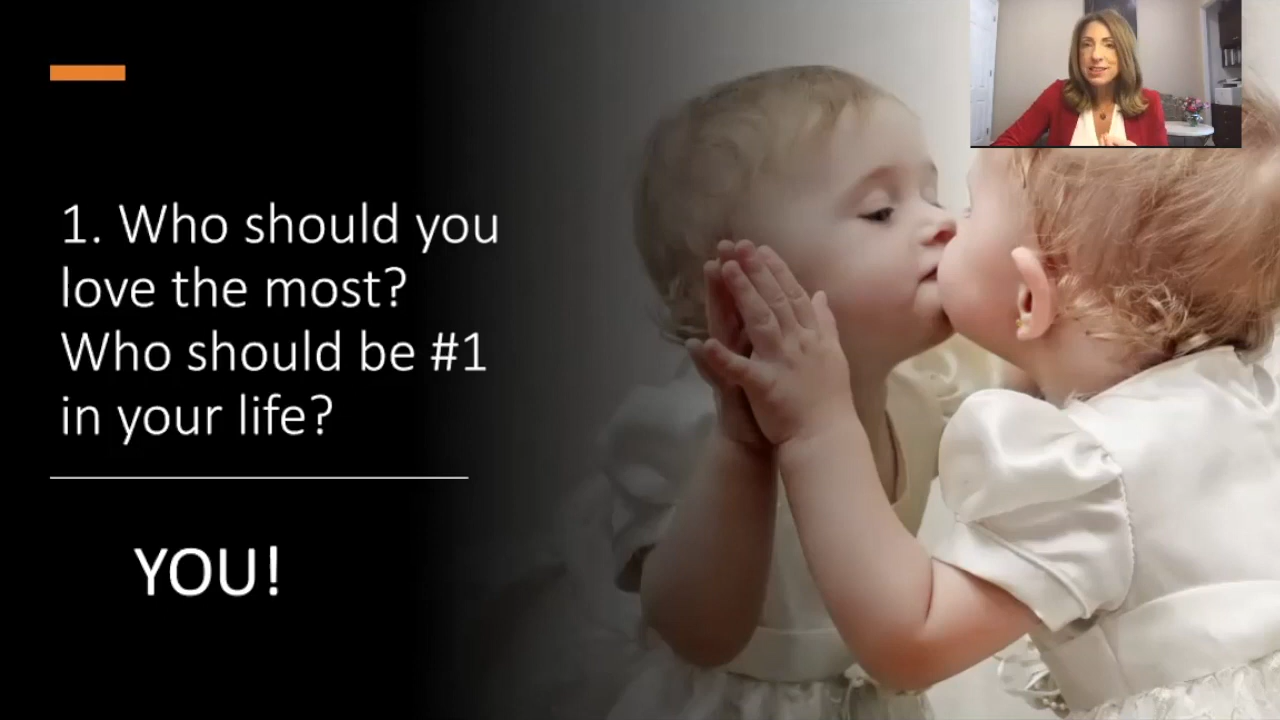 1. Who should you
love the most?
Who should be #1
in your life?
YOU!